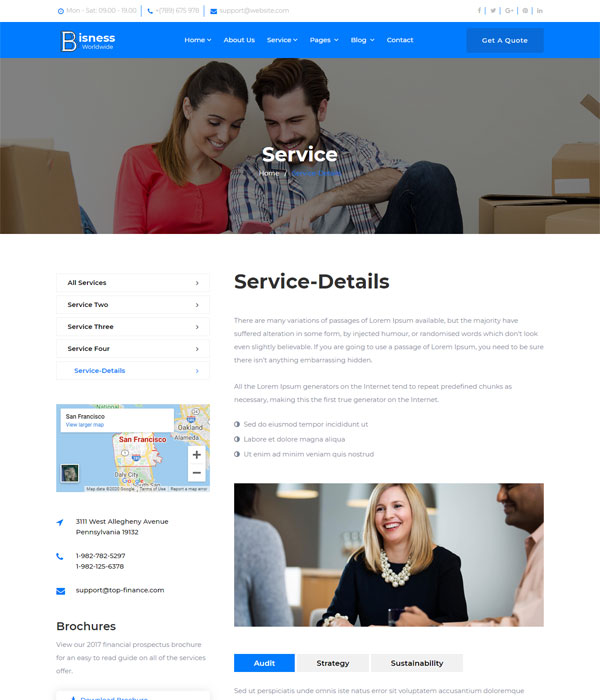 Mon - Sat: 09.00 - 19.00 +(789) 675 978 support@website.com
Bisness
Worldwide
Home About Us Service Pages Blog Contact
Get A Quote
Service
Home /
All Services
Service Two
Service Three
Service Four
Service-Details
San Francisco
View larger map
National
Oakland
Alameda
San Francisco
Daly City
Google
Map data ©2020 Google Terms of Use Report a map error
3111 West Allegheny Avenue
Pennsylvania 19132
1-982-782-5297
1-982-125-6378
support@top-finance.com
Brochures
View our 2017 financial prospectus brochure
for an easy to read guide on all of the services
offer.
Download Brochure
Service-Details
There are many variations of passages of Lorem Ipsum available, but the majority have
suffered alteration in some form, by injected humour, or randomised words which don't look
even slightly believable. If you are going to use a passage of Lorem Ipsum, you need to be sure
there isn't anything embarrassing hidden.
All the Lorem Ipsum generators on the Internet tend to repeat predefined chunks as
necessary, making this the first true generator on the Internet.
Sed do eiusmod tempor incididunt ut
Labore et dolore magna aliqua
Ut enim ad minim veniam quis nostrud
Audit Strategy Sustainability
Sed ut perspiciatis unde omnis iste natus error sit voluptatem accusantium doloremque